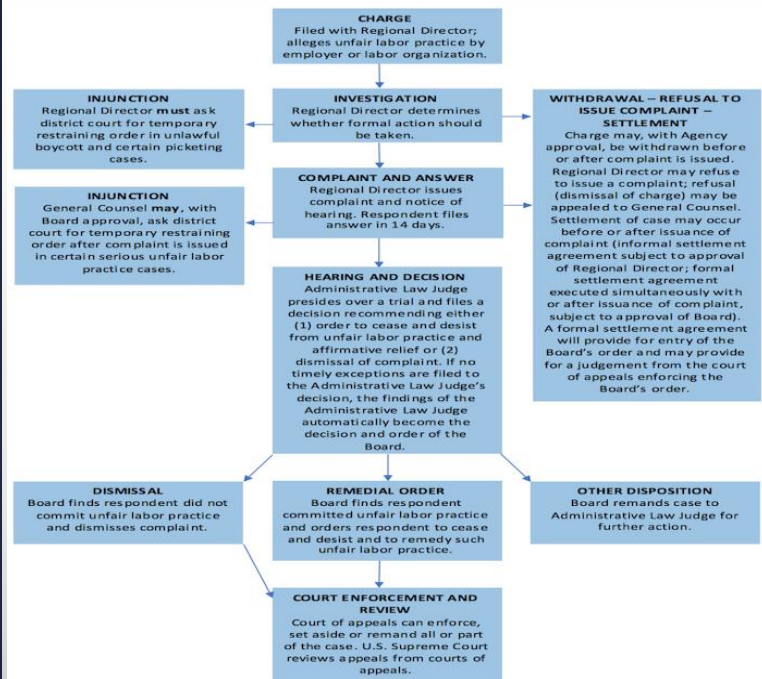 CHARGE
Filed with Regional Director;
alleges unfair labor practice by
employer or labor organization.
INJUNCTION
Regional Director must ask
district court for temporary
restraining order in unlawful
boycott and certain picketing
cases.
INVESTIGATION
Regional Director determines
whether formal action should
be taken.
WITHDRAWAL – REFUSAL TO
ISSUE COMPLAINT –
SETTLEMENT
Charge may, with Agency
approval, be withdrawn before
or after complaint is issued.
Regional Director may refuse
to issue a complaint; refusal
(dismissal of charge) may be
appealed to General Counsel.
Settlement of case may occur
before or after issuance of
complaint (informal settlement
agreement subject to approval
of Regional Director; formal
settlement agreement
executed simultaneously with
or after issuance of complaint,
subject to approval of Board).
A formal settlement agreement
will provide for entry of the
Board's order and may provide
for a judgement from the court
of appeals enforcing the
Board's order.
INJUNCTION
General Counsel may, with
Board approval, ask district
court for temporary restraining
order after complaint is issued
in certain serious unfair labor
practice cases.
COMPLAINT AND ANSWER
Regional Director issues
complaint and notice of
hearing. Respondent files
answer in 14 days.
HEARING AND DECISION
Administrative Law Judge
presides over a trial and files a
decision recommending either
(1) order to cease and desist
from unfair labor practice and
affirmative relief or (2)
dismissal of complaint. If no
timely exceptions are filed to
the Administrative Law Judge's
decision, the findings of the
Administrative Law Judge
automatically become the
decision and order of the
Board.
DISMISSAL
Board finds respondent did not
commit unfair labor practice
and dismisses complaint.
REMEDIAL ORDER
Board finds respondent
committed unfair labor practice
and orders respondent to cease
and desist and to remedy such
unfair labor practice.
OTHER DISPOSITION
Board remands case to
Administrative Law Judge for
further action.
COURT ENFORCEMENT AND
REVIEW
Court of appeals can enforce,
set aside or remand all or part
of the case. U.S. Supreme Court
reviews appeals from courts of
appeals.